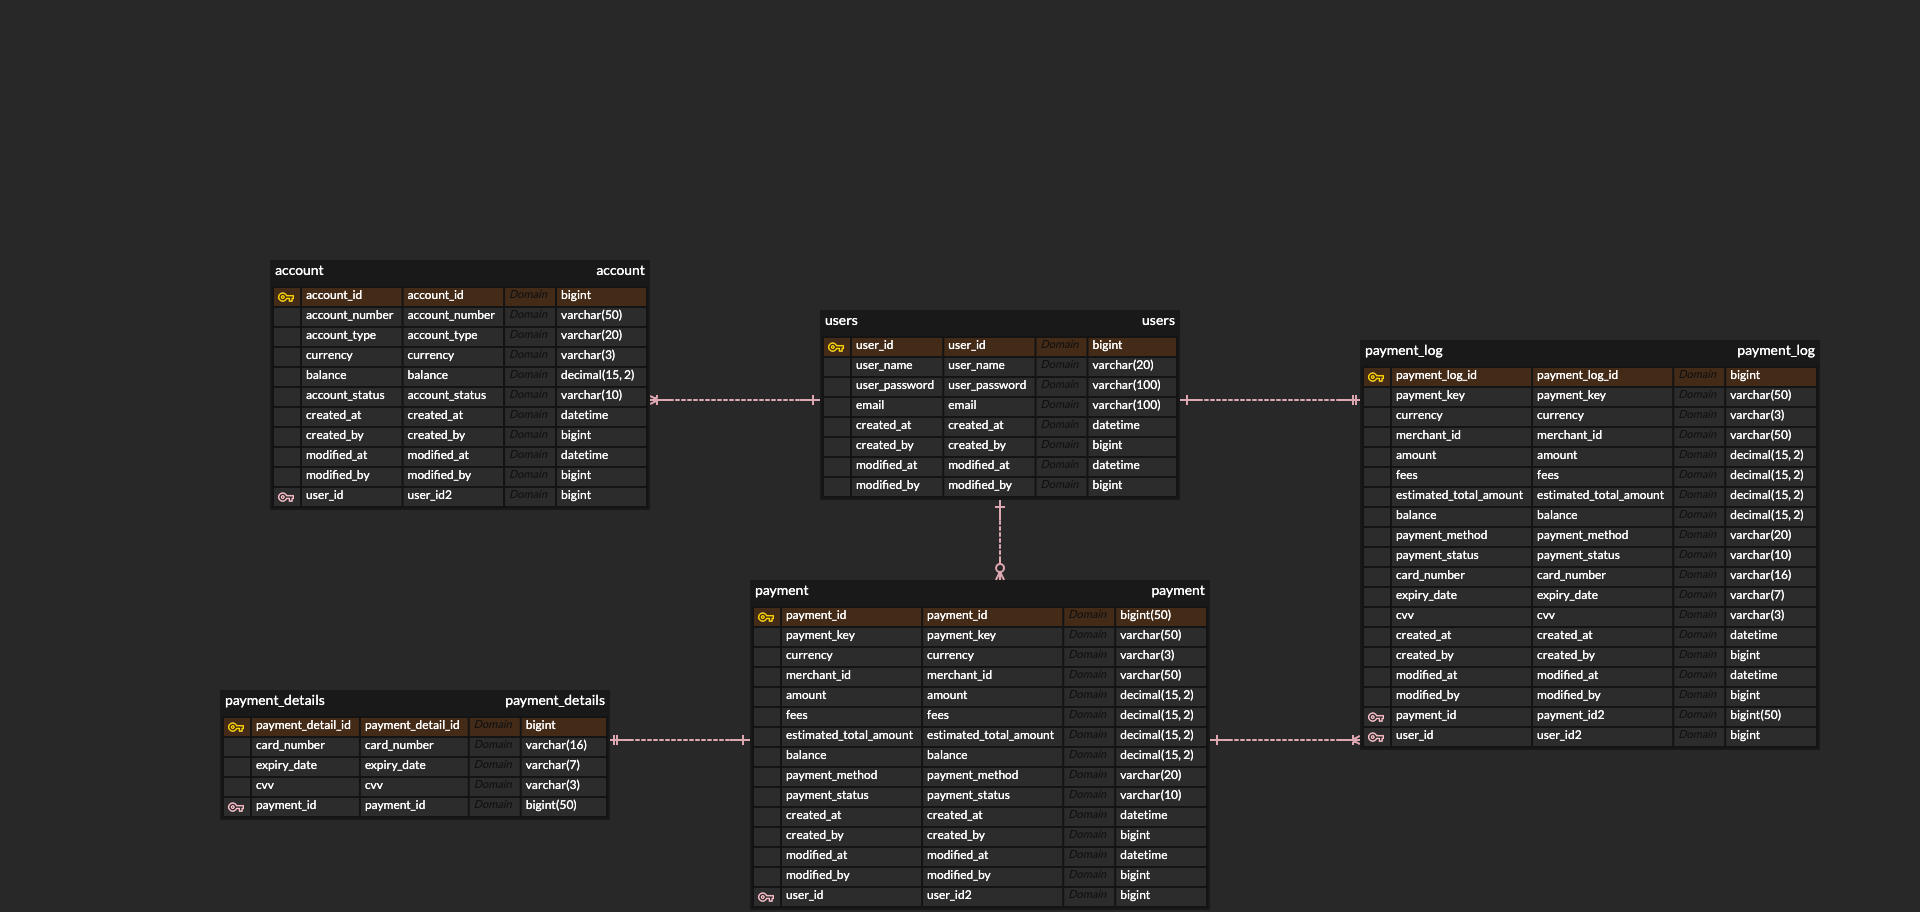 account account
account_id account_id Domain bigint
account_number account_number Domain varchar(50)
account_type account_type Domain varchar(20)
currency currency Domain varchar(3)
balance balance Domain decimal(15, 2)
account_status account_status Domain varchar(10)
created_at created_at Domain datetime
created_by created_by Domain bigint
modified_at modified_at Domain datetime
modified_by modified_by Domain bigint
user_id user_id2 Domain bigint
users users
user_id user_id Domain bigint
user_name user_name Domain varchar(20)
user_password user_password Domain varchar(100)
email email Domain varchar(100)
created_at created_at Domain datetime
created_by created_by Domain bigint
modified_at modified_at Domain datetime
modified_by modified_by Domain bigint
payment_log payment_log
payment_log_id payment_log_id Domain bigint
payment_key payment_key Domain varchar(50)
currency currency Domain varchar(3)
merchant_id merchant_id Domain varchar(50)
amount amount Domain decimal(15, 2)
fees fees Domain decimal(15, 2)
estimated_total_amount estimated_total_amount Domain decimal(15, 2)
balance balance Domain decimal(15, 2)
payment_method payment_method Domain varchar(20)
payment_status payment_status Domain varchar(10)
card_number card_number Domain varchar(16)
expiry_date expiry_date Domain varchar(7)
cvv cvv Domain varchar(3)
created_at created_at Domain datetime
created_by created_by Domain bigint
modified_at modified_at Domain datetime
modified_by modified_by Domain bigint
payment_id payment_id2 Domain bigint(50)
user_id user_id2 Domain bigint
payment_details payment_details
payment_detail_id payment_detail_id Domain bigint
card_number card_number Domain varchar(16)
expiry_date expiry_date Domain varchar(7)
cvv cvv Domain varchar(3)
payment_id payment_id Domain bigint(50)
payment payment
payment_id payment_id Domain bigint(50)
payment_key payment_key Domain varchar(50)
currency currency Domain varchar(3)
merchant_id merchant_id Domain varchar(50)
amount amount Domain decimal(15, 2)
fees fees Domain decimal(15, 2)
estimated_total_amount estimated_total_amount Domain decimal(15, 2)
balance balance Domain decimal(15, 2)
payment_method payment_method Domain varchar(20)
payment_status payment_status Domain varchar(10)
created_at created_at Domain datetime
created_by created_by Domain bigint
modified_at modified_at Domain datetime
modified_by modified_by Domain bigint
user_id user_id2 Domain bigint